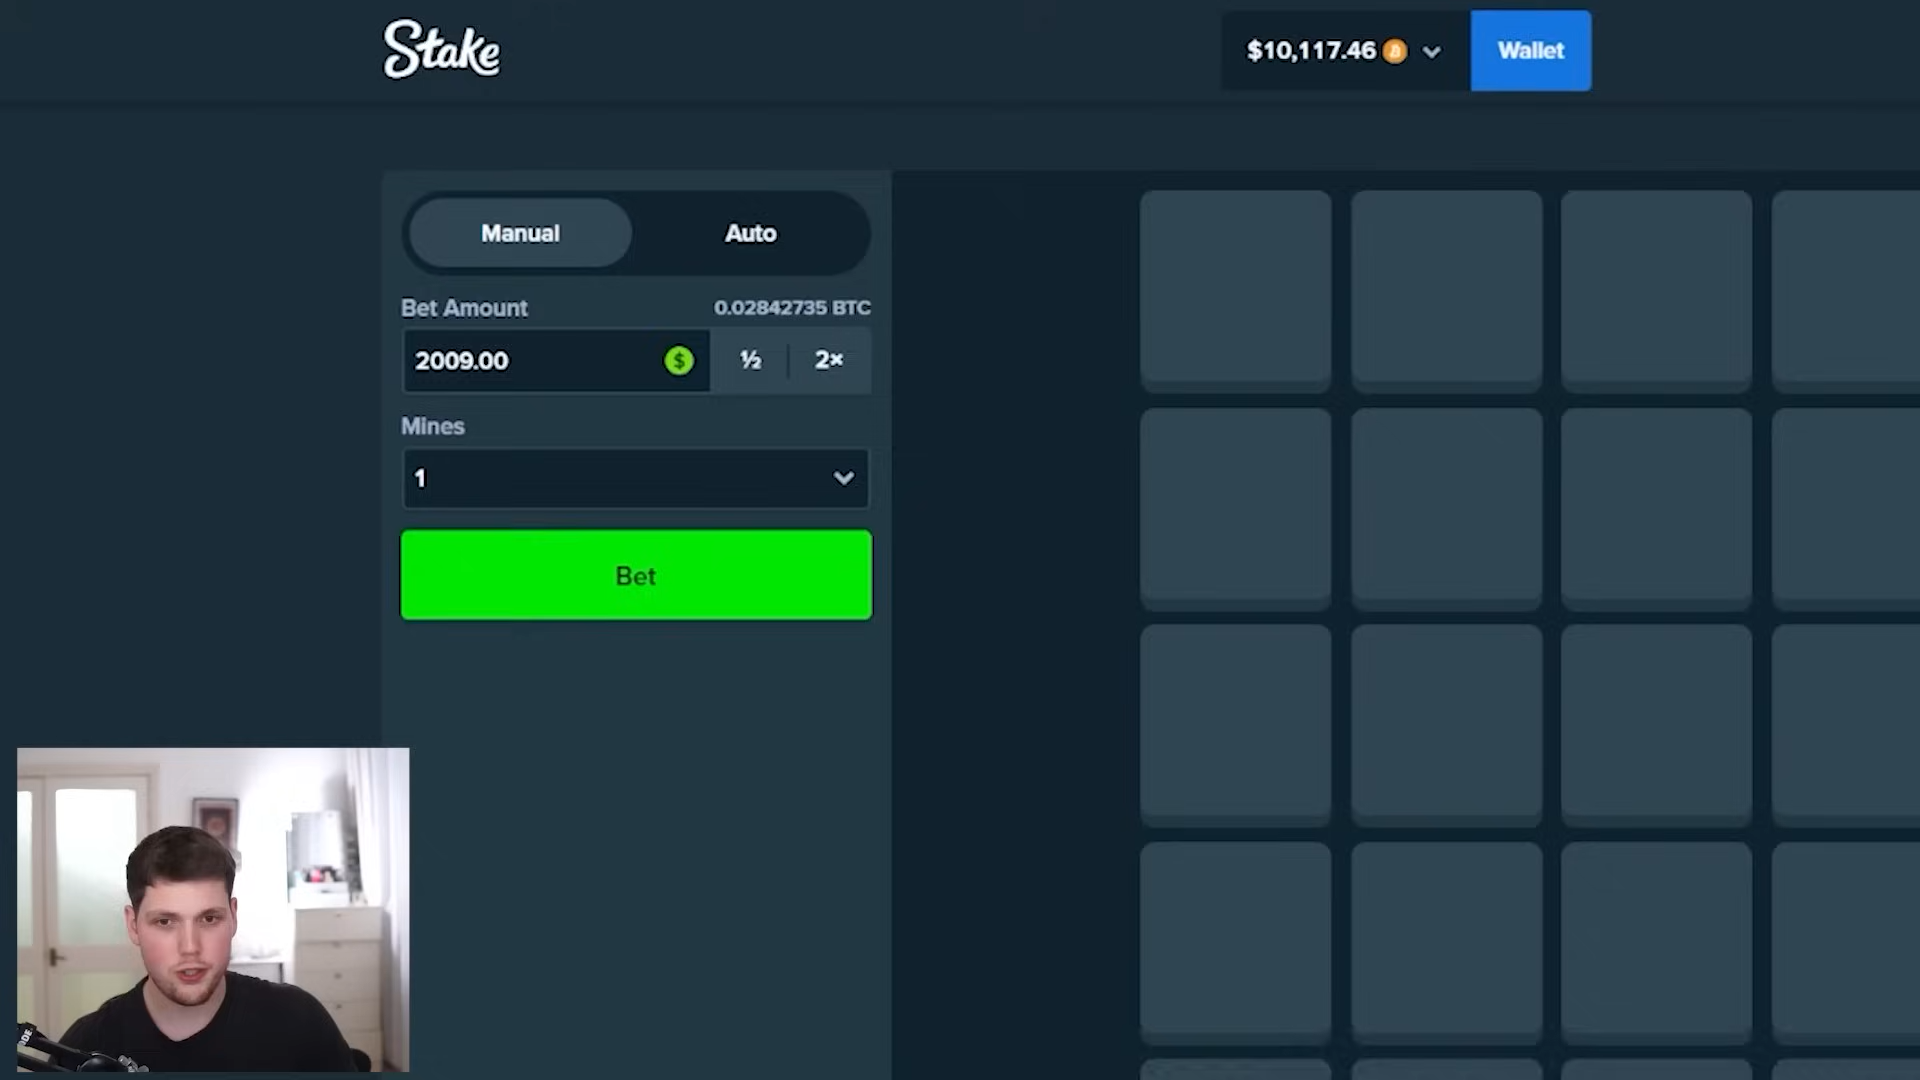 Stake
$10,117.46
Wallet
Manual
Auto
Bet Amount
0.02842735 BTC
2009.00
$
½
2×
Mines
1
Bet